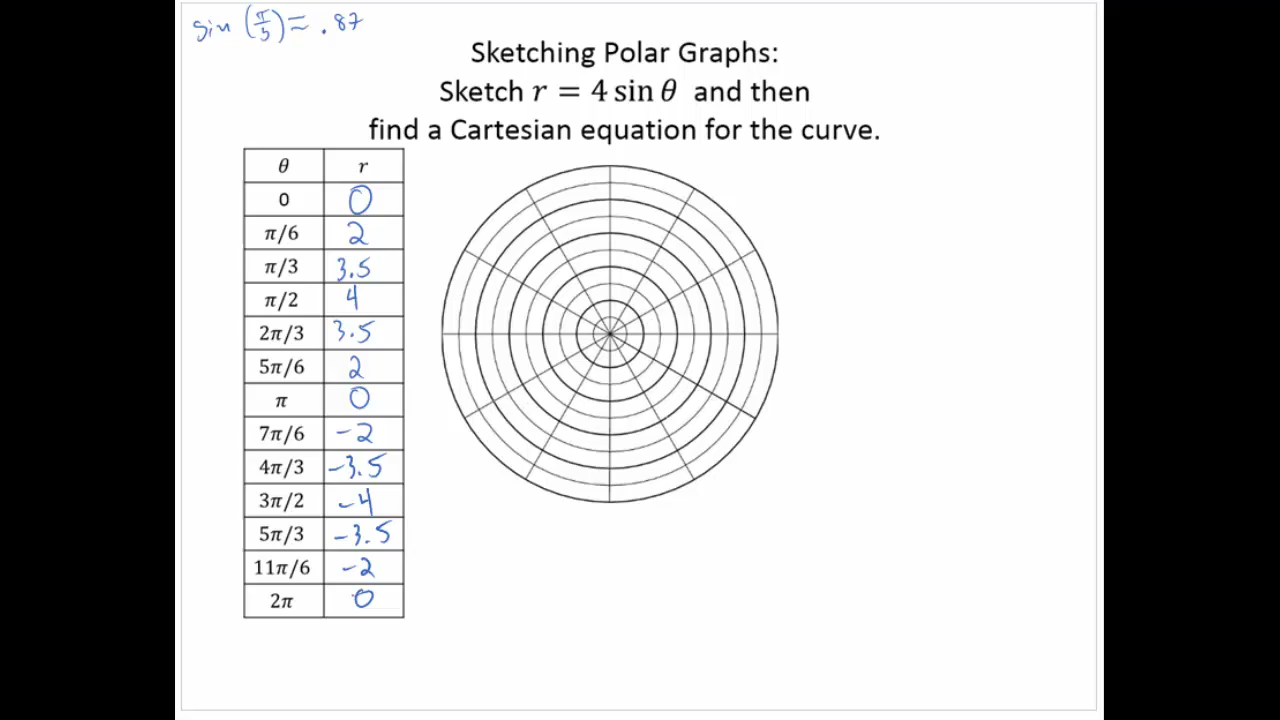 sin (π/3) ≈ .87
Sketching Polar Graphs:
Sketch r = 4 sin θ and then
find a Cartesian equation for the curve.
θ r
0 0
π/6 2
π/3 3.5
π/2 4
2π/3 3.5
5π/6 2
π 0
7π/6 -2
4π/3 -3.5
3π/2 -4
5π/3 -3.5
11π/6 -2
2π 0